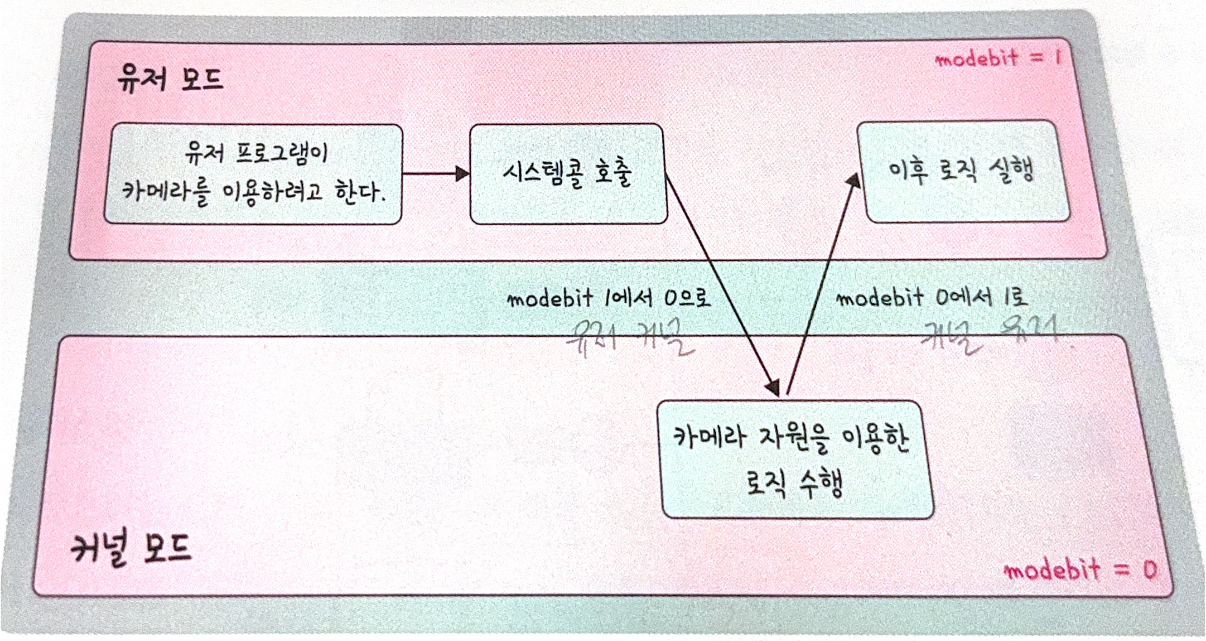 유저 모드
modebit = 1
유저 프로그램이
카메라를 이용하려고 한다.
시스템콜 호출
이후 로직 실행
modebit 1에서 0으로
modebit 0에서 1로
유저 커널
커널 유저
카메라 자원을 이용한
로직 수행
커널 모드
modebit = 0